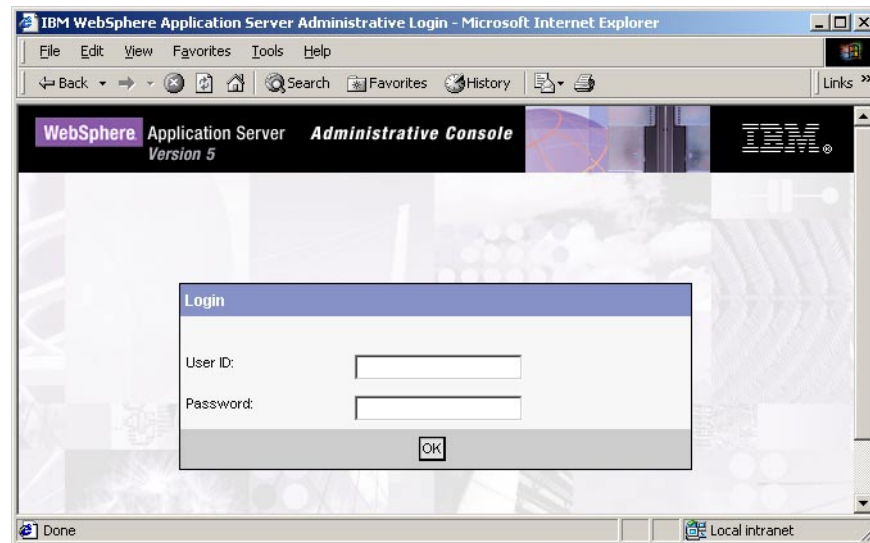 IBM WebSphere Application Server Administrative Login - Microsoft Internet Explorer
File Edit View Favorites Tools Help
Back Search Favorites History Links »
WebSphere. Application Server Administrative Console
Version 5
IBM®
Login
User ID:
Password:
OK
Done Local intranet